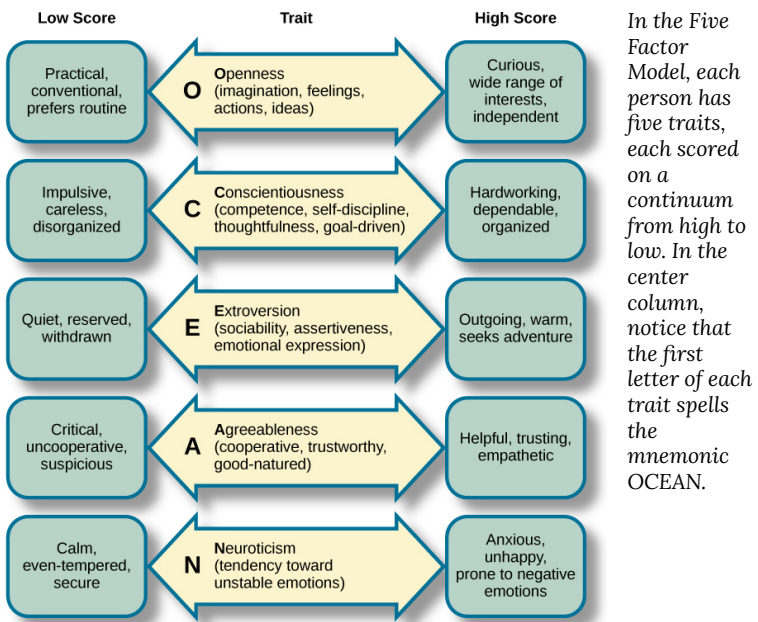 Low Score
Trait
High Score
Practical,
conventional,
prefers routine
O
Openness
(imagination, feelings,
actions, ideas)
Curious,
wide range of
interests,
independent
Impulsive,
careless,
disorganized
C
Conscientiousness
(competence, self-discipline,
thoughtfulness, goal-driven)
Hardworking,
dependable,
organized
Quiet, reserved,
withdrawn
E
Extroversion
(sociability, assertiveness,
emotional expression)
Outgoing, warm,
seeks adventure
Critical,
uncooperative,
suspicious
A
Agreeableness
(cooperative, trustworthy,
good-natured)
Helpful, trusting,
empathetic
Calm,
even-tempered,
secure
N
Neuroticism
(tendency toward
unstable emotions)
Anxious,
unhappy,
prone to negative
emotions
In the Five
Factor
Model, each
person has
five traits,
each scored
on a
continuum
from high to
low. In the
center
column,
notice that
the first
letter of each
trait spells
the
mnemonic
OCEAN.